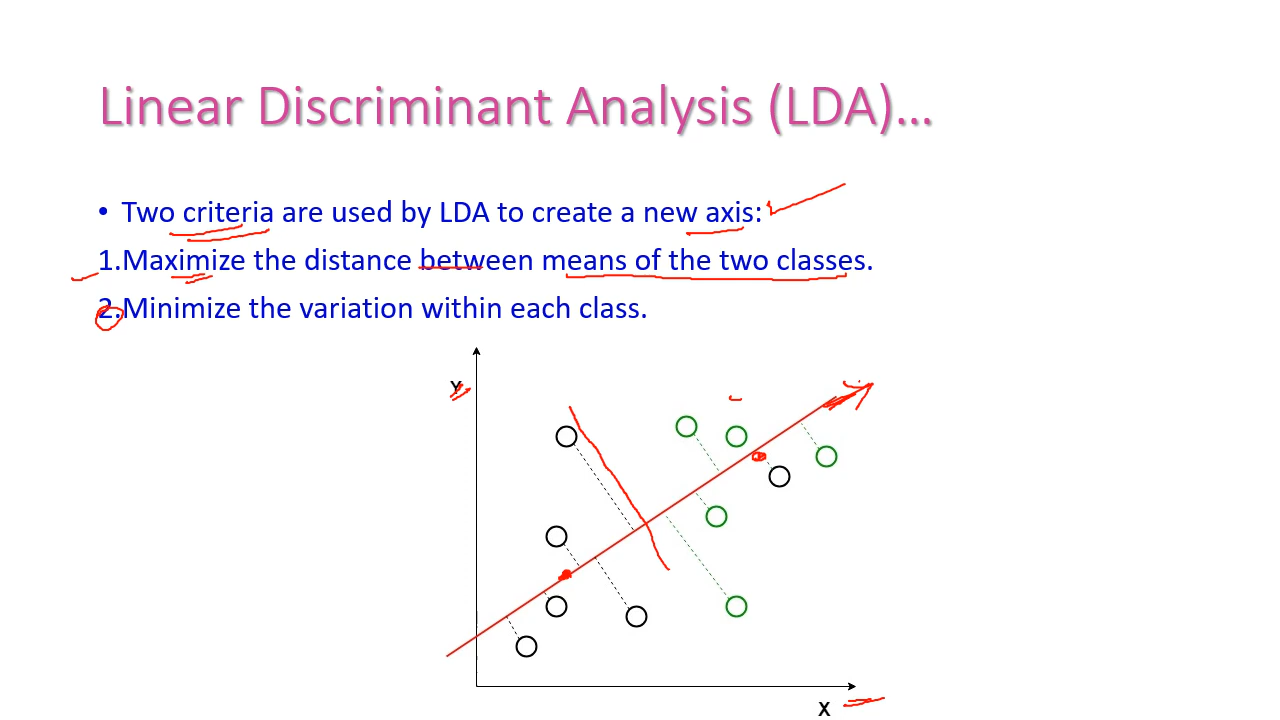 Linear Discriminant Analysis (LDA)...
• Two criteria are used by LDA to create a new axis:
1.Maximize the distance between means of the two classes.
2.Minimize the variation within each class.
Y
X